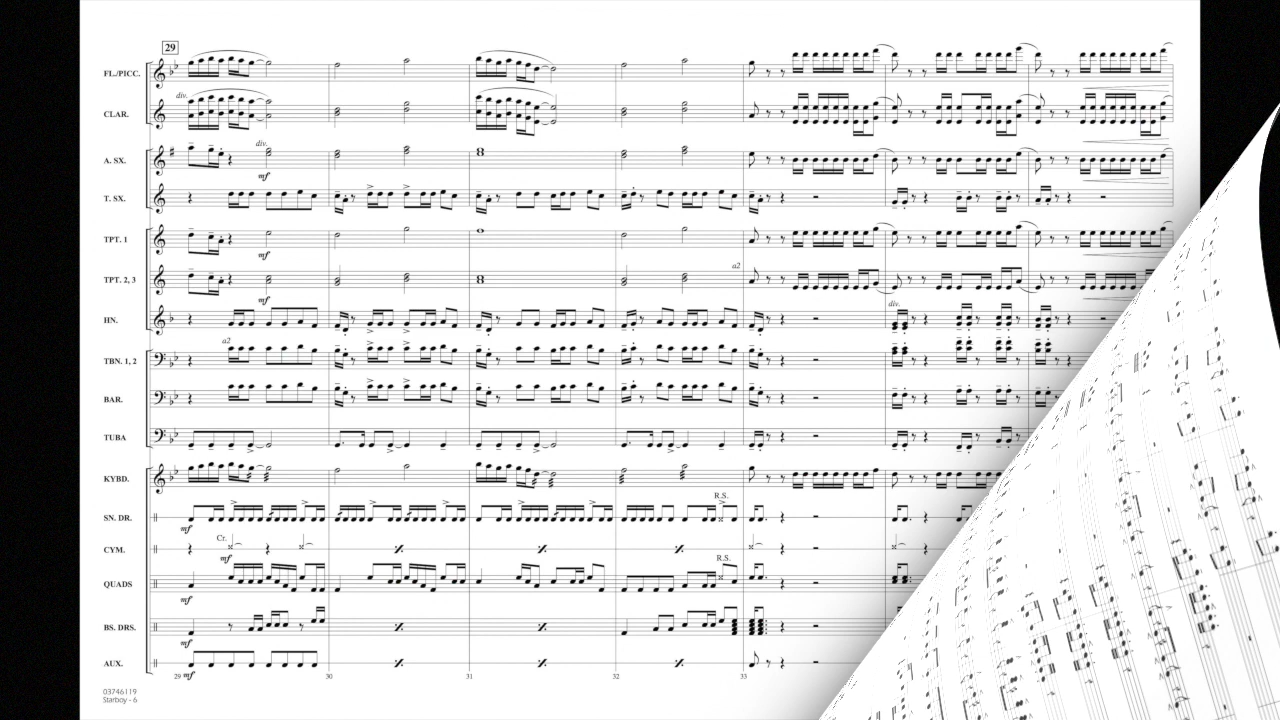 29
FL./PICC.
div.
CLAR.
div.
A. SX.
mf
T. SX.
TPT. 1
mf
a2
TPT. 2, 3
mf
div.
HN.
a2
TBN. 1, 2
BAR.
TUBA
KYBD.
R.S.
SN. DR.
mf
Cr.
CYM.
mf
R.S.
QUADS
mf
BS. DRS.
mf
AUX.
mf
29 30 31 32 33
03746119
Starboy - 6